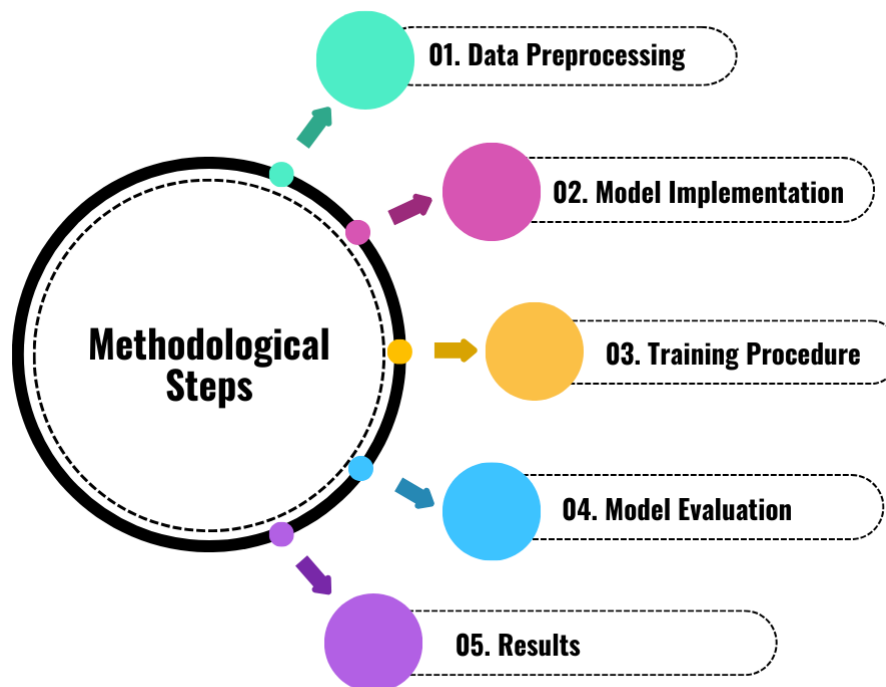 01. Data Preprocessing
02. Model Implementation
Methodological
Steps
03. Training Procedure
04. Model Evaluation
05. Results